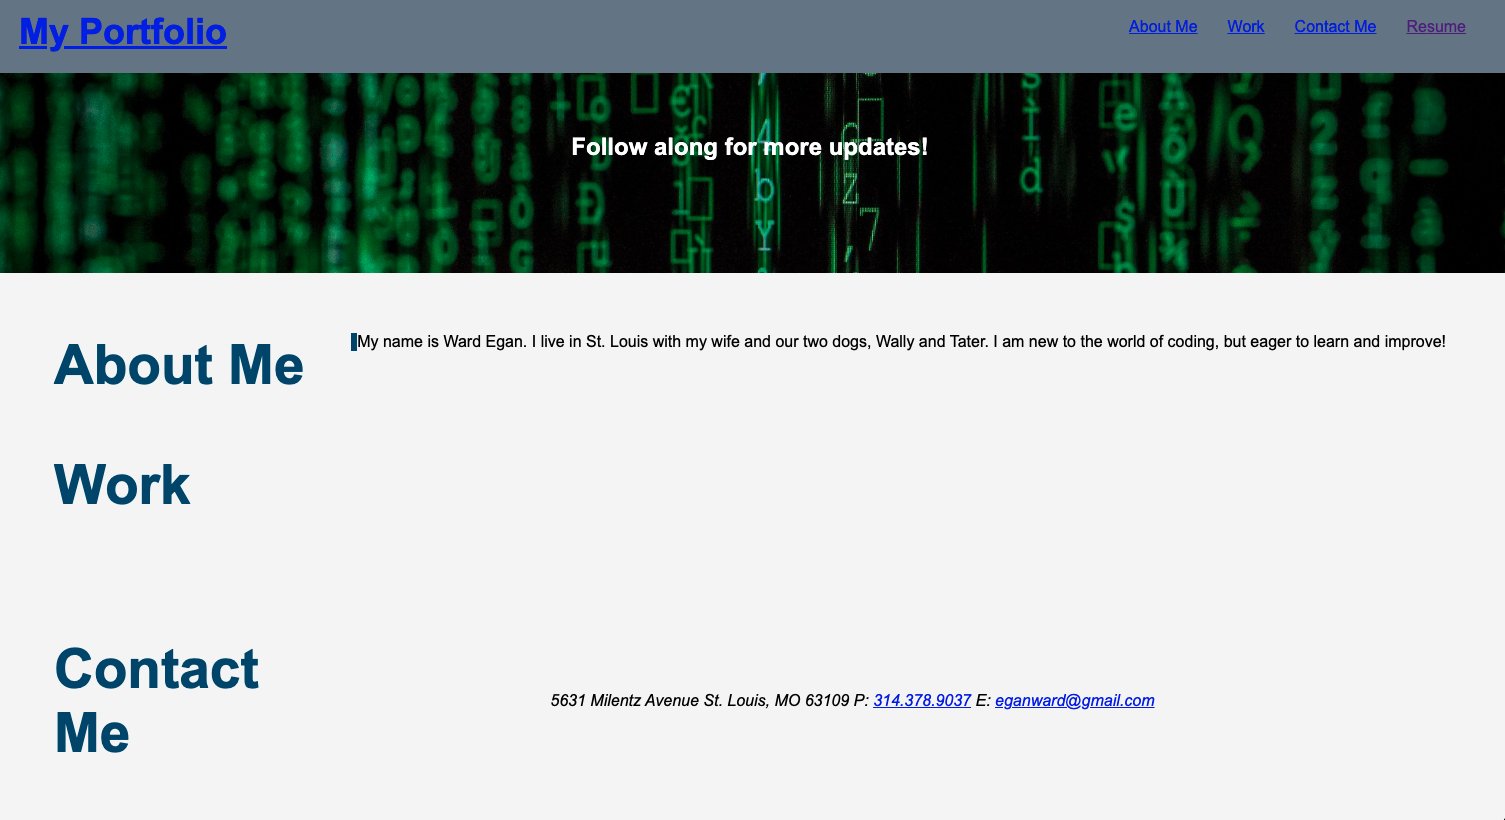 My Portfolio
About Me Work Contact Me Resume
Follow along for more updates!
About Me
My name is Ward Egan. I live in St. Louis with my wife and our two dogs, Wally and Tater. I am new to the world of coding, but eager to learn and improve!
Work
Contact
Me
5631 Milentz Avenue St. Louis, MO 63109 P: 314.378.9037 E: eganward@gmail.com